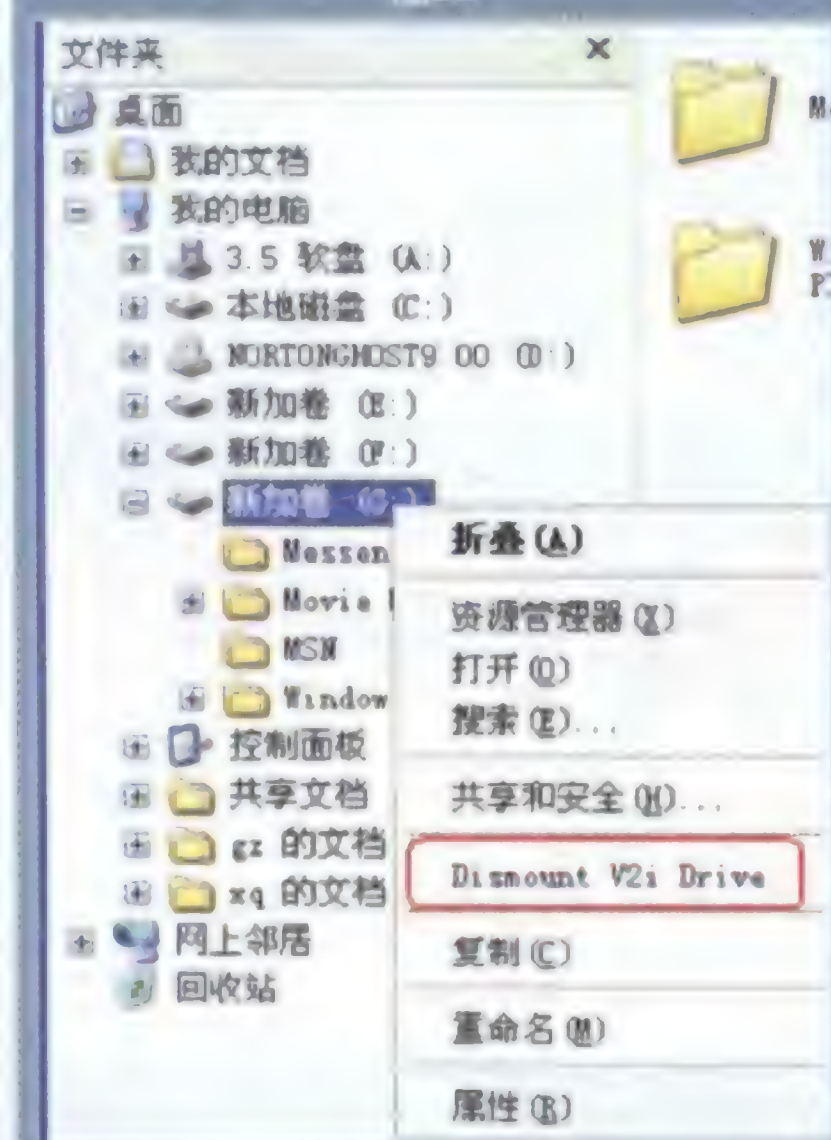 文件夹
桌面
我的文档
我的电脑
3.5 软盘 (A:)
本地磁盘 (C:)
NORTONGHOST9 00 (D:)
新加卷 (E:)
新加卷 (F:)
新加卷 (G:)
Messen
Movie
MSN
Window
控制面板
共享文档
gz 的文档
xq 的文档
网上邻居
回收站
折叠(A)
资源管理器(X)
打开(O)
搜索(E)...
共享和安全(H)...
Dismount V2i Drive
复制(C)
重命名(M)
属性(R)